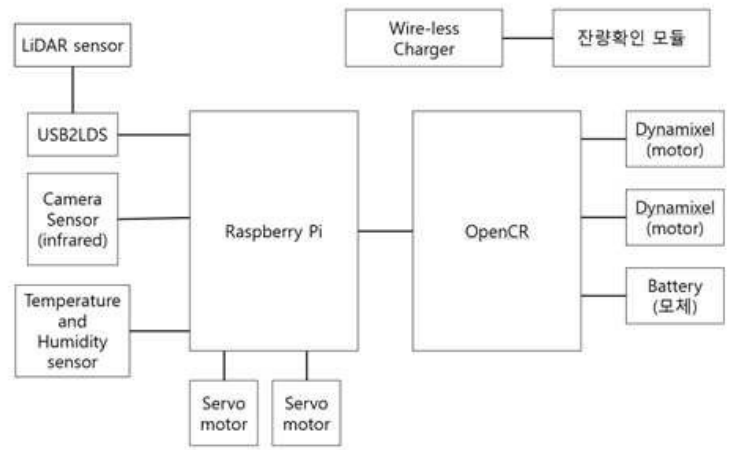 LiDAR sensor
Wire-less
Charger
잔량확인 모듈
USB2LDS
Camera
Sensor
(infrared)
Temperature
and
Humidity
sensor
Raspberry Pi
OpenCR
Dynamixel
(motor)
Dynamixel
(motor)
Battery
(모체)
Servo
motor
Servo
motor